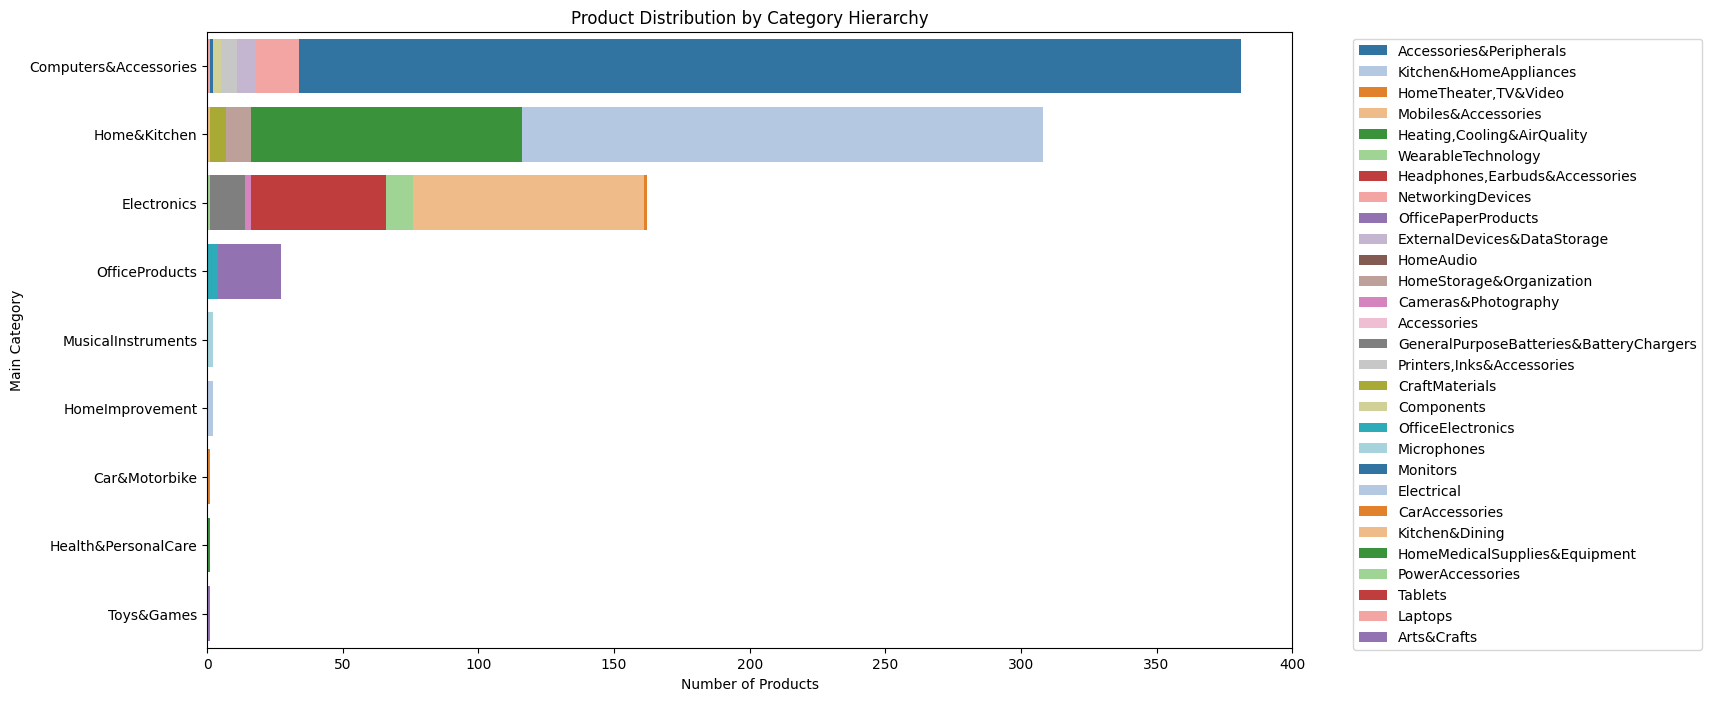 Product Distribution by Category Hierarchy
Main Category
Computers&Accessories
Home&Kitchen
Electronics
OfficeProducts
MusicalInstruments
HomeImprovement
Car&Motorbike
Health&PersonalCare
Toys&Games
0 50 100 150 200 250 300 350 400
Number of Products
Accessories&Peripherals
Kitchen&HomeAppliances
HomeTheater,TV&Video
Mobiles&Accessories
Heating,Cooling&AirQuality
WearableTechnology
Headphones,Earbuds&Accessories
NetworkingDevices
OfficePaperProducts
ExternalDevices&DataStorage
HomeAudio
HomeStorage&Organization
Cameras&Photography
Accessories
GeneralPurposeBatteries&BatteryChargers
Printers,Inks&Accessories
CraftMaterials
Components
OfficeElectronics
Microphones
Monitors
Electrical
CarAccessories
Kitchen&Dining
HomeMedicalSupplies&Equipment
PowerAccessories
Tablets
Laptops
Arts&Crafts